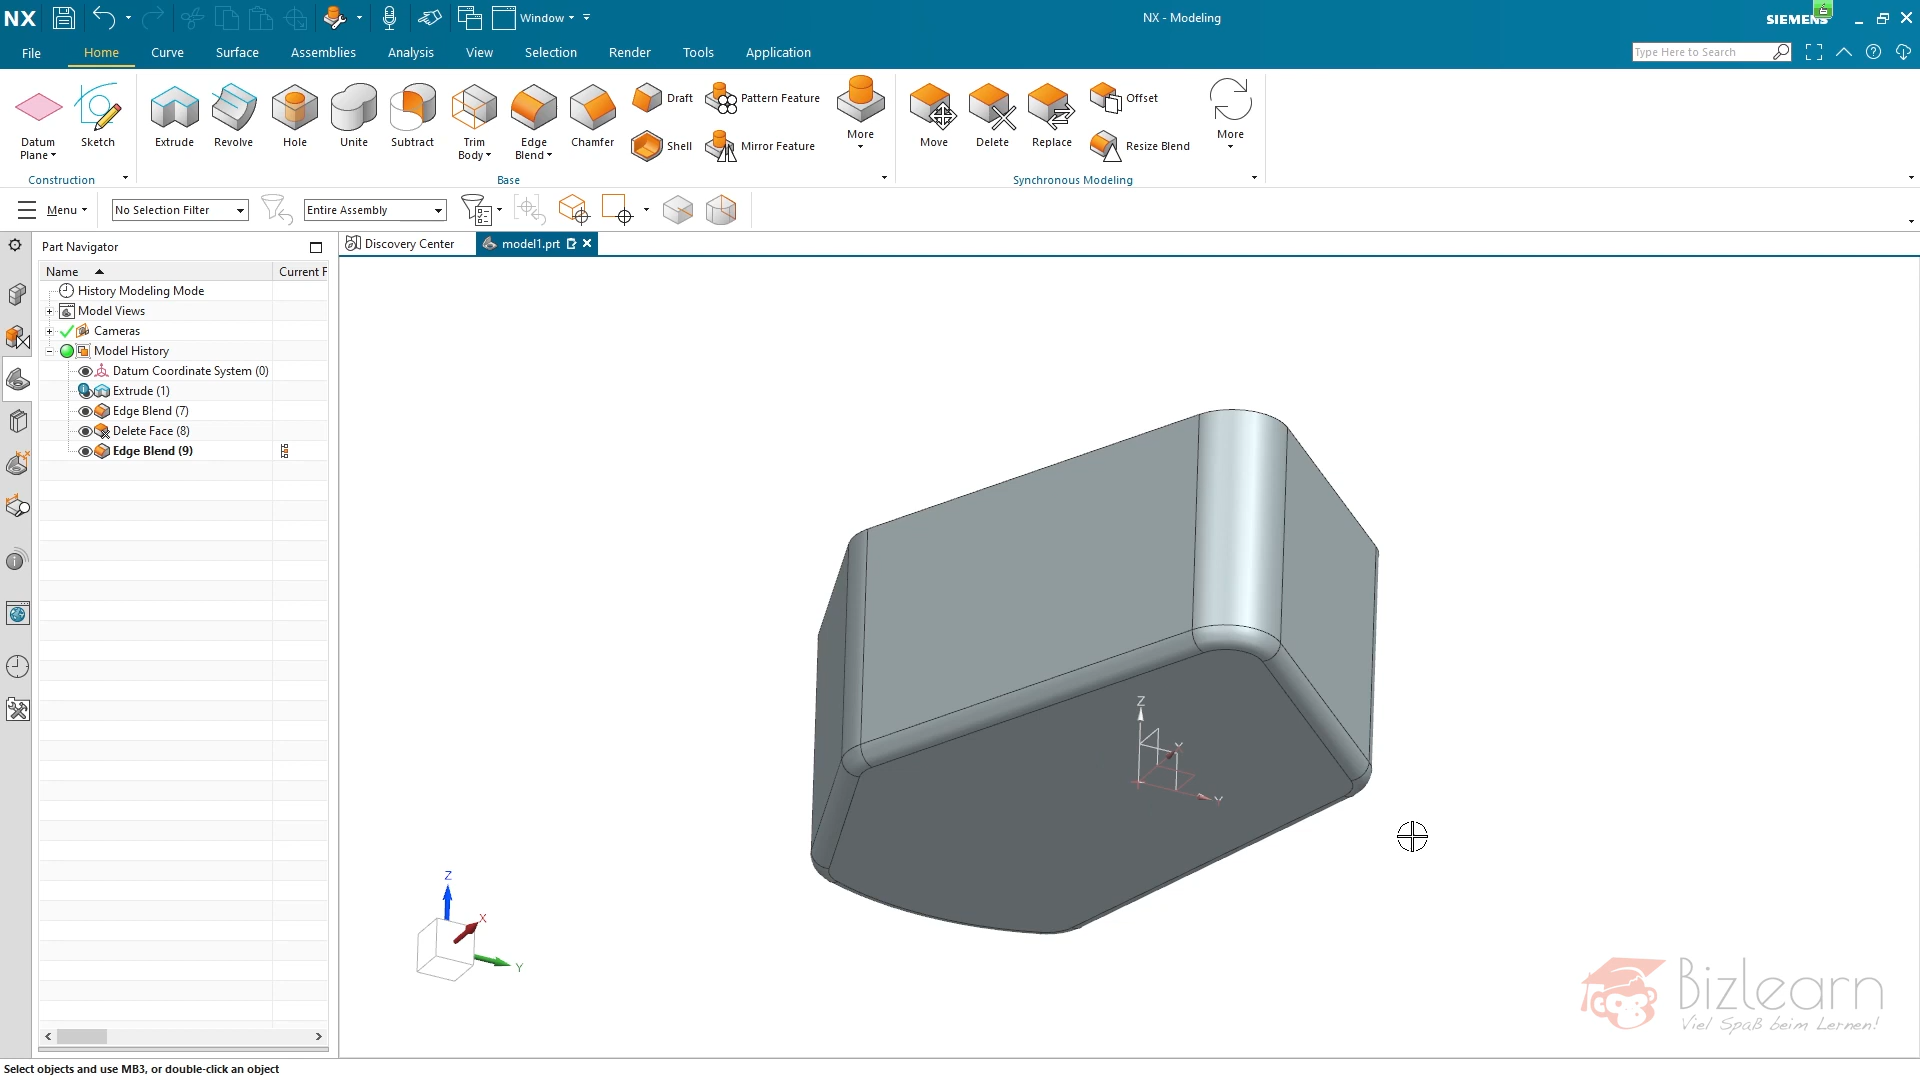 NX
Window
NX - Modeling
SIEMENS
File
Home
Curve
Surface
Assemblies
Analysis
View
Selection
Render
Tools
Application
Type Here to Search
Datum
Plane
Sketch
Extrude
Revolve
Hole
Unite
Subtract
Trim
Body
Edge
Blend
Chamfer
Draft
Shell
Pattern Feature
Mirror Feature
More
Move
Delete
Replace
Offset
Resize Blend
More
Construction
Base
Synchronous Modeling
Menu
No Selection Filter
Entire Assembly
Part Navigator
Discovery Center
model1.prt
Name
Current F
History Modeling Mode
Model Views
Cameras
Model History
Datum Coordinate System (0)
Extrude (1)
Edge Blend (7)
Delete Face (8)
Edge Blend (9)
Z
Y
Z
X
Y
Bizlearn
Viel Spaß beim Lernen!
Select objects and use MB3, or double-click an object